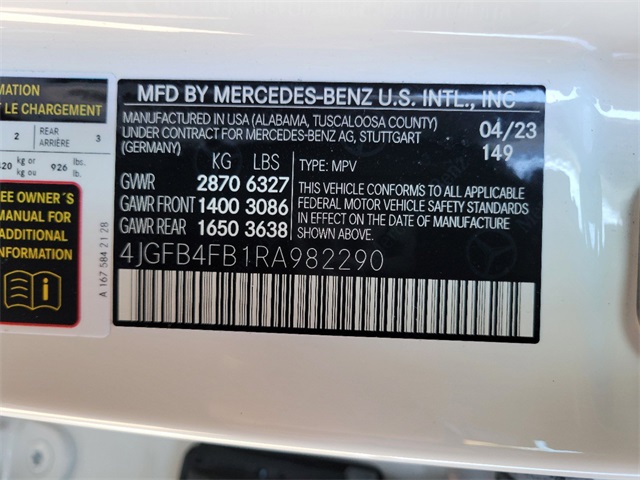 MATION
LE CHARGEMENT
2 REAR ARRIÈRE 3
420 kg or kg ou 926 lbs. lb.
EE OWNER'S
MANUAL FOR
ADDITIONAL
NFORMATION
A 167 584 21 28
MFD BY MERCEDES-BENZ U.S. INTL., INC
MANUFACTURED IN USA (ALABAMA, TUSCALOOSA COUNTY)
UNDER CONTRACT FOR MERCEDES-BENZ AG, STUTTGART
(GERMANY)
04/23
149
KG LBS
GVWR 2870 6327
GAWR FRONT 1400 3086
GAWR REAR 1650 3638
TYPE: MPV
THIS VEHICLE CONFORMS TO ALL APPLICABLE
FEDERAL MOTOR VEHICLE SAFETY STANDARDS
IN EFFECT ON THE DATE OF MANUFACTURE
SHOWN ABOVE.
4JGFB4FB1RA982290